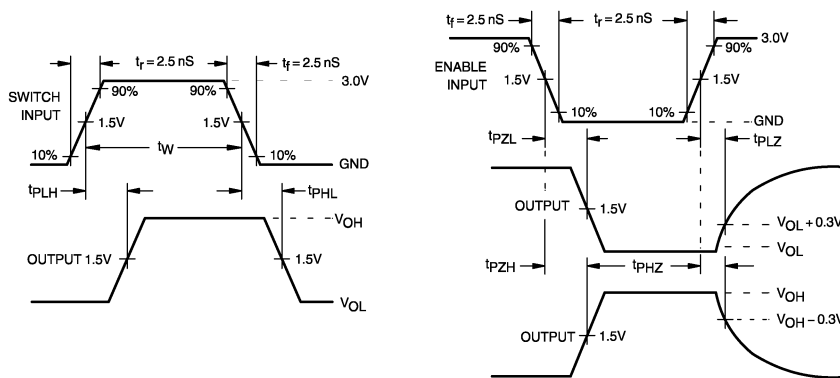 tr = 2.5 nS
tf = 2.5 nS
3.0V
SWITCH
INPUT
90%
90%
1.5V
1.5V
10%
10%
tW
GND
tPLH
tPHL
VOH
OUTPUT 1.5V
1.5V
VOL
tf = 2.5 nS
tr = 2.5 nS
90%
90%
3.0V
ENABLE
INPUT
1.5V
1.5V
10%
10%
GND
tPZL
tPLZ
OUTPUT
1.5V
VOL + 0.3V
VOL
tPZH
tPHZ
VOH
VOH – 0.3V
OUTPUT
1.5V